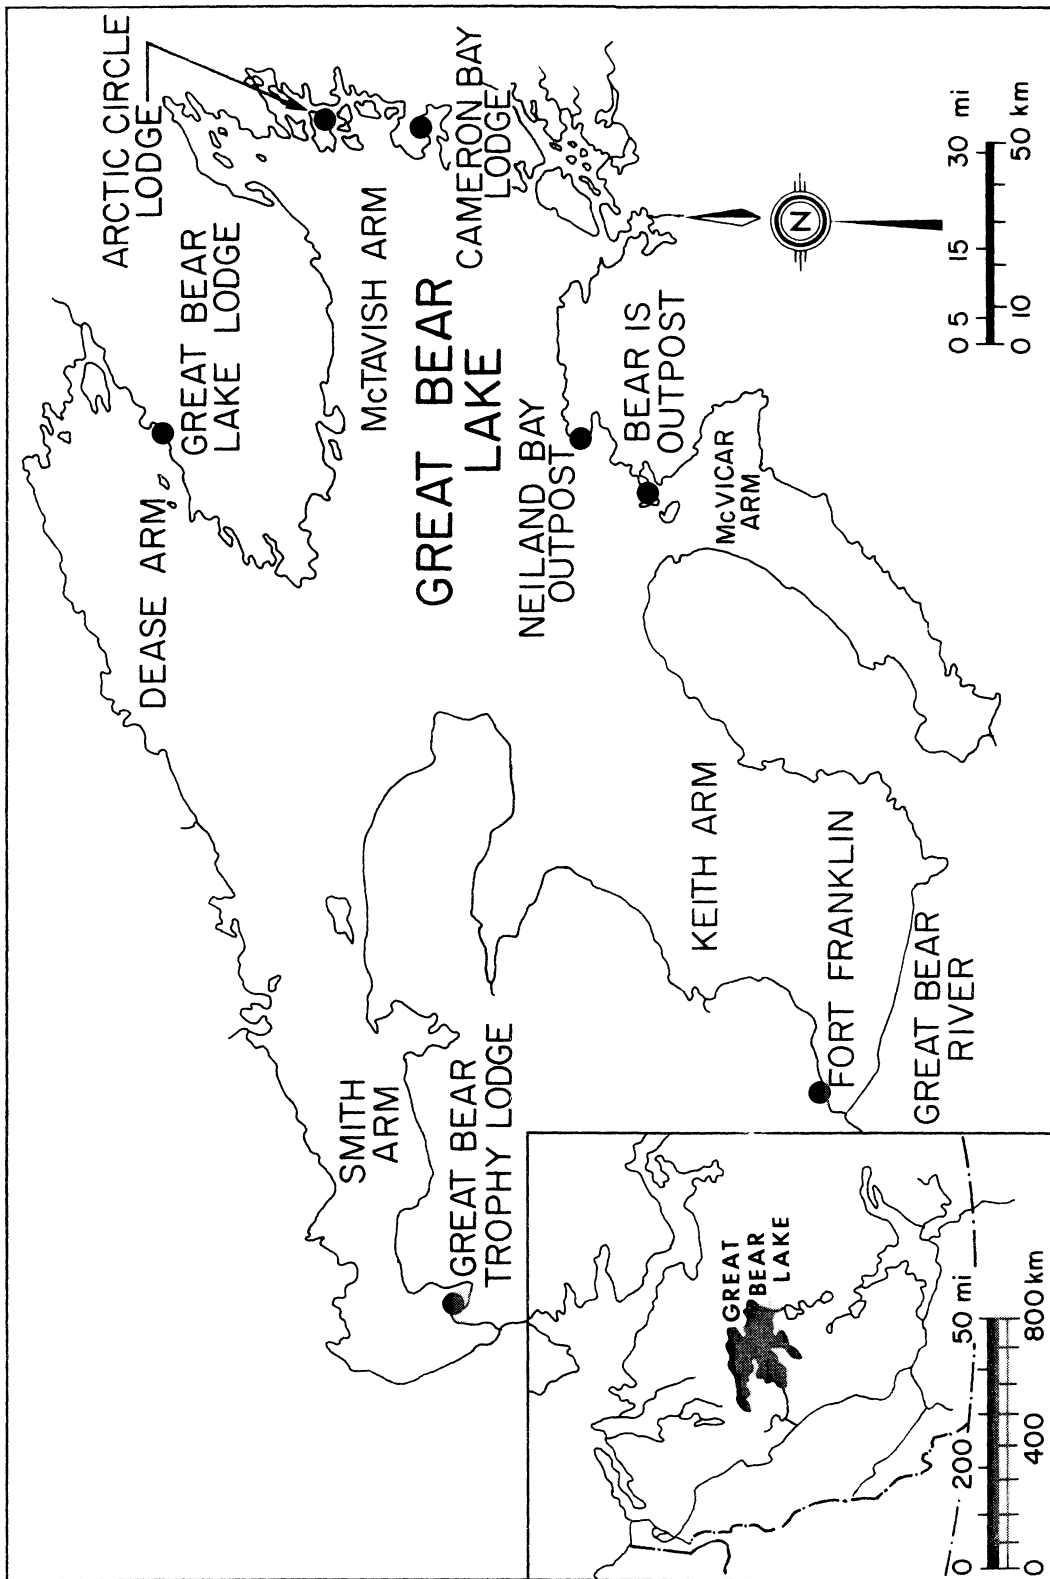 ARCTIC CIRCLE
LODGE
GREAT BEAR
LAKE LODGE
DEASE ARM
McTAVISH ARM
CAMERON BAY
LODGE
GREAT BEAR
LAKE
NEILAND BAY
OUTPOST
BEAR IS
OUTPOST
McVICAR
ARM
SMITH
ARM
GREAT BEAR
TROPHY LODGE
KEITH ARM
FORT FRANKLIN
GREAT BEAR
RIVER
N
0 5 15 30 mi
0 10 50 km
GREAT
BEAR
LAKE
0 200 50 mi
0 400 800km